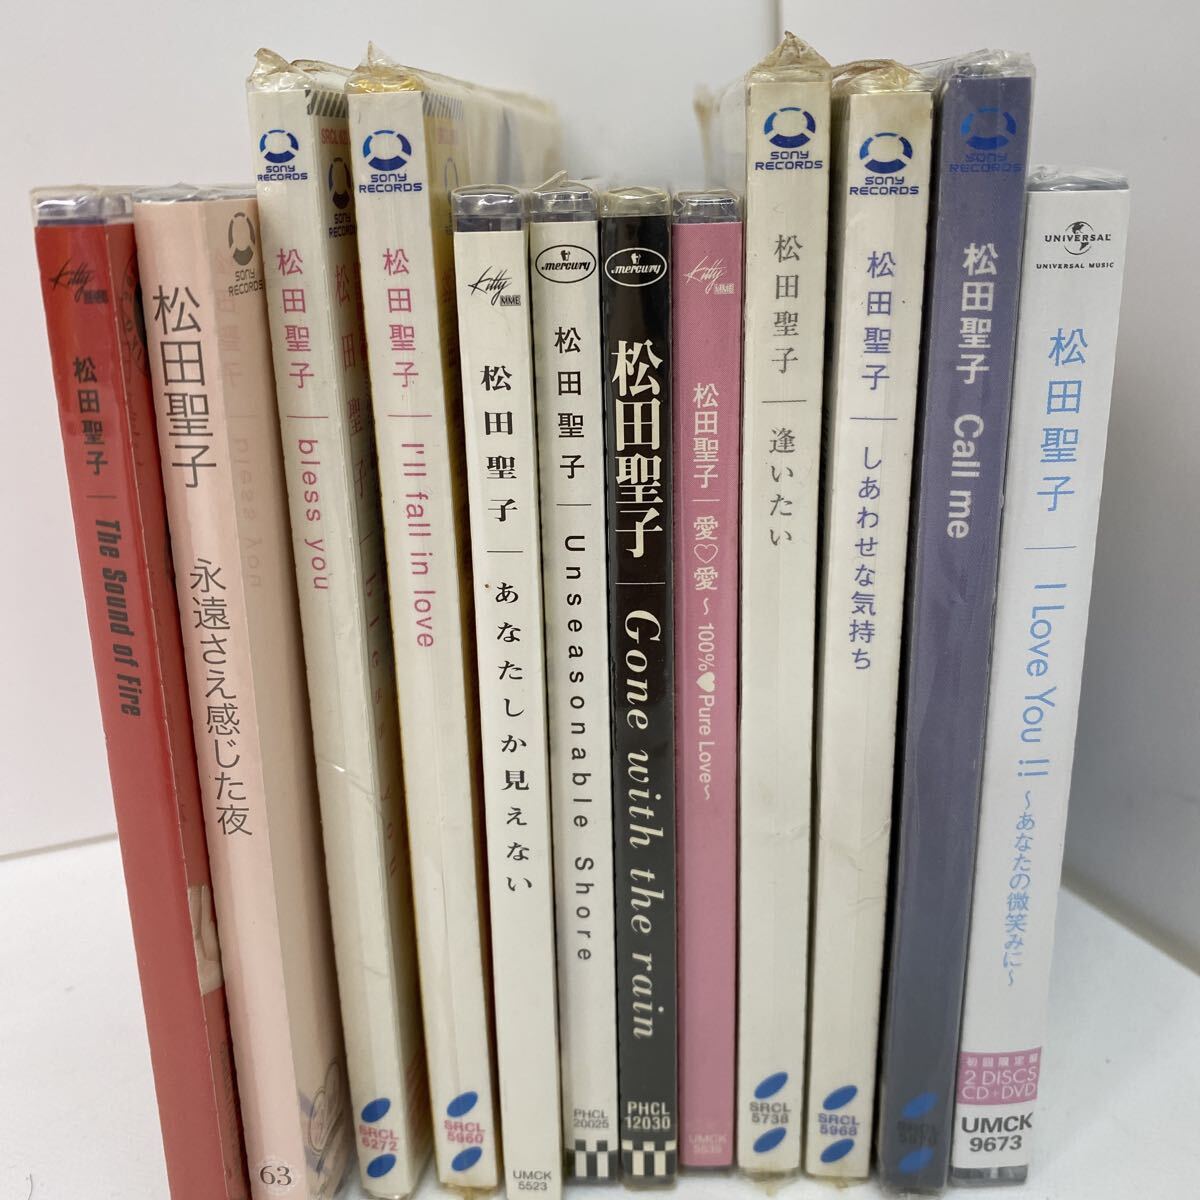 Kitty MME
松田聖子 The Sound of Fire
SONY RECORDS
松田聖子 永遠さえ感じた夜
63
SONY RECORDS
松田聖子 bless you
SRCL 6272
SONY RECORDS
松田聖子 I'll fall in love
SRCL 5960
Kitty MME
松田聖子 あなたしか見えない
UMCK 5523
mercury
松田聖子 Unseasonable Shore
PHCL 20025
mercury
松田聖子 Gone with the rain
PHCL 12030
Kitty MME
松田聖子 愛♡愛～100%♥Pure Love～
UMCK
SONY RECORDS
松田聖子 逢いたい
SRCL 5738
SONY RECORDS
松田聖子 しあわせな気持ち
SRCL 5968
SONY RECORDS
松田聖子 Call me
UNIVERSAL
UNIVERSAL MUSIC
松田聖子 I Love You !! ～あなたの微笑みに～
初回限定盤
2 DISCS
CD+DVD
UMCK
9673